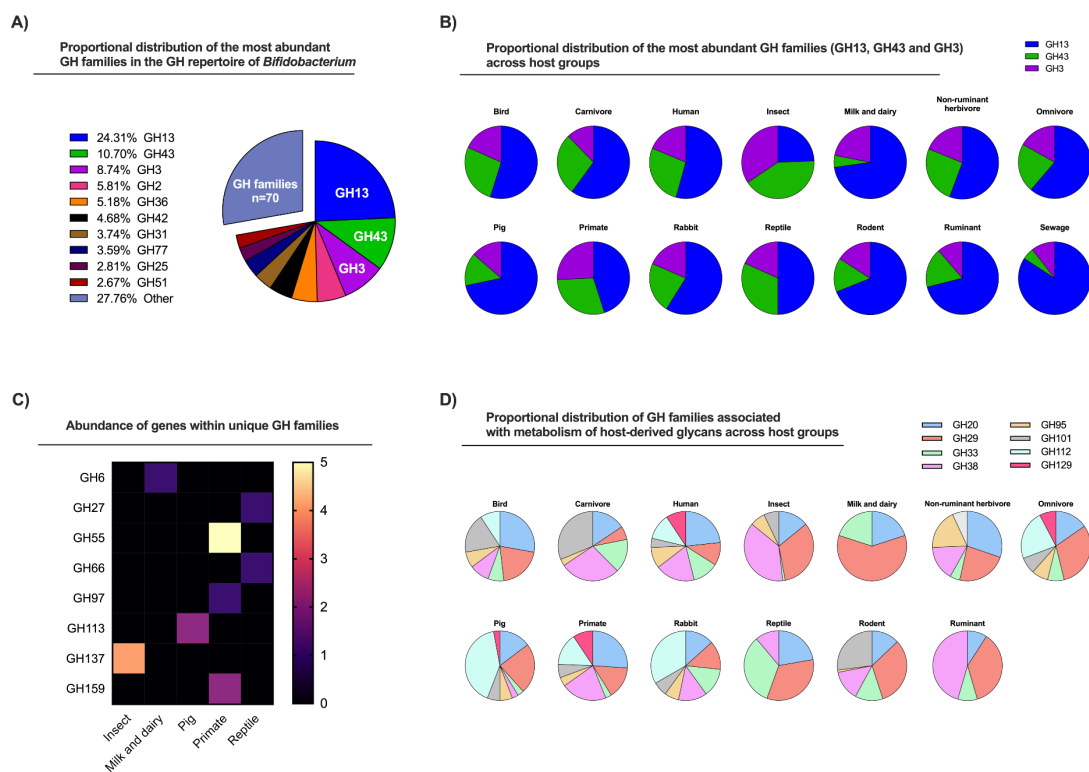 A)
Proportional distribution of the most abundant
GH families in the GH repertoire of Bifidobacterium
24.31% GH13
10.70% GH43
8.74% GH3
5.81% GH2
5.18% GH36
4.68% GH42
3.74% GH31
3.59% GH77
2.81% GH25
2.67% GH51
27.76% Other
GH families
n=70
GH13
GH43
GH3
B)
Proportional distribution of the most abundant GH families (GH13, GH43 and GH3)
across host groups
GH13
GH43
GH3
Bird
Carnivore
Human
Insect
Milk and dairy
Non-ruminant
herbivore
Omnivore
Pig
Primate
Rabbit
Reptile
Rodent
Ruminant
Sewage
C)
Abundance of genes within unique GH families
GH6
GH27
GH55
GH66
GH97
GH113
GH137
GH159
Insect
Milk and dairy
Pig
Primate
Reptile
5
4
3
2
1
0
D)
Proportional distribution of GH families associated
with metabolism of host-derived glycans across host groups
GH20
GH29
GH33
GH38
GH95
GH101
GH112
GH129
Bird
Carnivore
Human
Insect
Milk and dairy
Non-ruminant herbivore
Omnivore
Pig
Primate
Rabbit
Reptile
Rodent
Ruminant